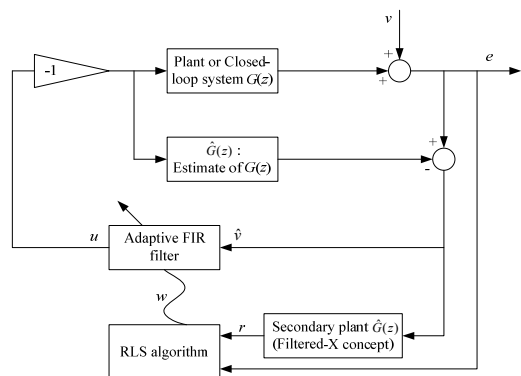 v
-1
Plant or Closed-
loop system G(z)
+
+
e
Ĝ(z) :
Estimate of G(z)
+
-
u
Adaptive FIR
filter
v̂
w
r
Secondary plant Ĝ(z)
(Filtered-X concept)
RLS algorithm